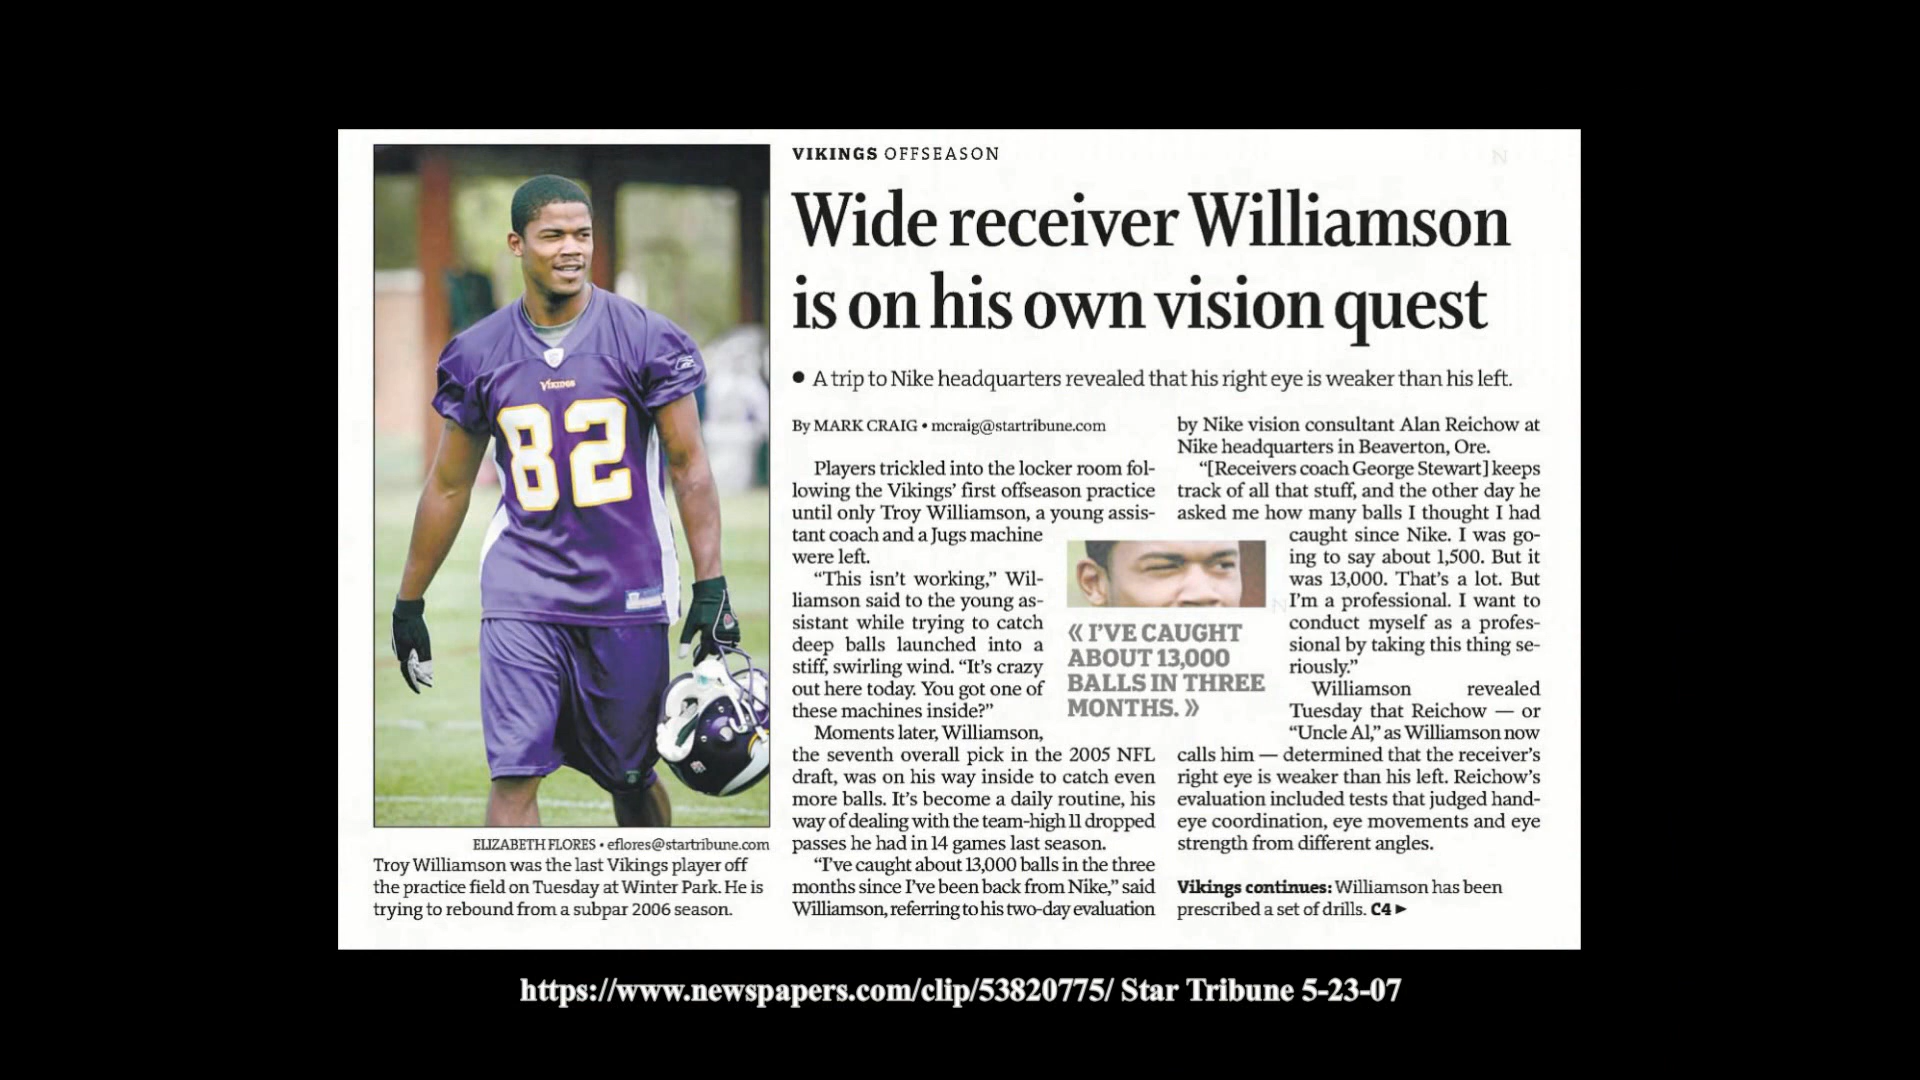 VIKINGS OFFSEASON
Wide receiver Williamson
is on his own vision quest
• A trip to Nike headquarters revealed that his right eye is weaker than his left.
By MARK CRAIG • mcraig@startribune.com
Players trickled into the locker room fol-
lowing the Vikings' first offseason practice
until only Troy Williamson, a young assis-
tant coach and a Jugs machine
were left.
"This isn't working," Wil-
liamson said to the young as-
sistant while trying to catch
deep balls launched into a
stiff, swirling wind. "It's crazy
out here today. You got one of
these machines inside?"
Moments later, Williamson,
the seventh overall pick in the 2005 NFL
draft, was on his way inside to catch even
more balls. It's become a daily routine, his
way of dealing with the team-high 11 dropped
passes he had in 14 games last season.
"I've caught about 13,000 balls in the three
months since I've been back from Nike," said
Williamson, referring to his two-day evaluation
by Nike vision consultant Alan Reichow at
Nike headquarters in Beaverton, Ore.
"[Receivers coach George Stewart] keeps
track of all that stuff, and the other day he
asked me how many balls I thought I had
caught since Nike. I was go-
ing to say about 1,500. But it
was 13,000. That's a lot. But
I'm a professional. I want to
conduct myself as a profes-
sional by taking this thing se-
riously."
Williamson revealed
Tuesday that Reichow — or
"Uncle Al," as Williamson now
calls him — determined that the receiver's
right eye is weaker than his left. Reichow's
evaluation included tests that judged hand-
eye coordination, eye movements and eye
strength from different angles.
Vikings continues: Williamson has been
prescribed a set of drills. C4 ►
« I'VE CAUGHT
ABOUT 13,000
BALLS IN THREE
MONTHS. »
VIKINGS
82
ELIZABETH FLORES • eflores@startribune.com
Troy Williamson was the last Vikings player off
the practice field on Tuesday at Winter Park. He is
trying to rebound from a subpar 2006 season.
https://www.newspapers.com/clip/53820775/ Star Tribune 5-23-07